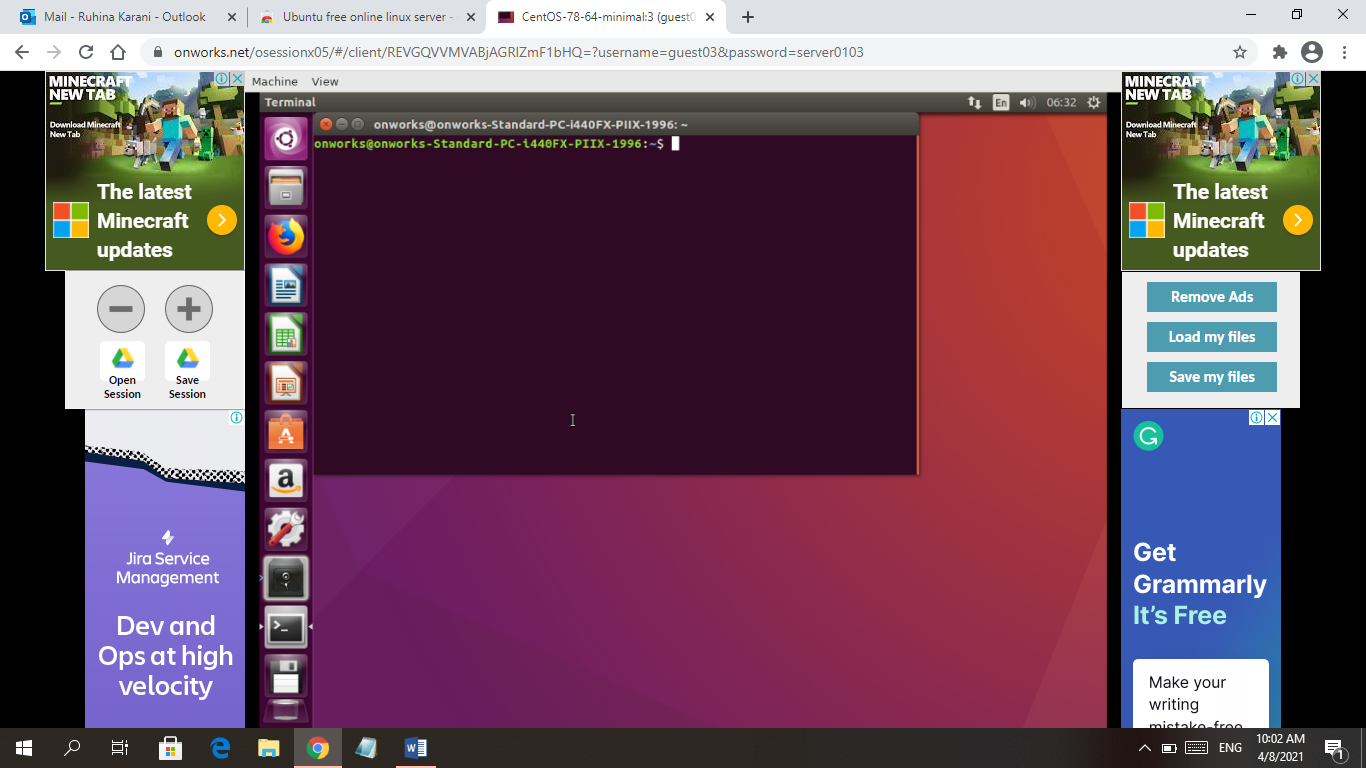 Mail - Ruhina Karani - Outlook
Ubuntu free online linux server -
CentOS-78-64-minimal:3 (guest0
onworks.net/osessionx05/#/client/REVGQVVMVABjAGRlZmF1bHQ=?username=guest03&password=server0103
MINECRAFT
NEW TAB
Download Minecraft
New Tab
The latest
Minecraft
updates
Open
Session
Save
Session
Jira Service
Management
Dev and
Ops at high
velocity
Machine View
Terminal
En
06:32
onworks@onworks-Standard-PC-i440FX-PIIX-1996: ~
onworks@onworks-Standard-PC-i440FX-PIIX-1996:~$
a
>_
MINECRAFT
NEW TAB
Download Minecraft
New Tab
The latest
Minecraft
updates
Remove Ads
Load my files
Save my files
G
Get
Grammarly
It's Free
Make your
writing
mistake-free
W
ENG
10:02 AM
4/8/2021
1